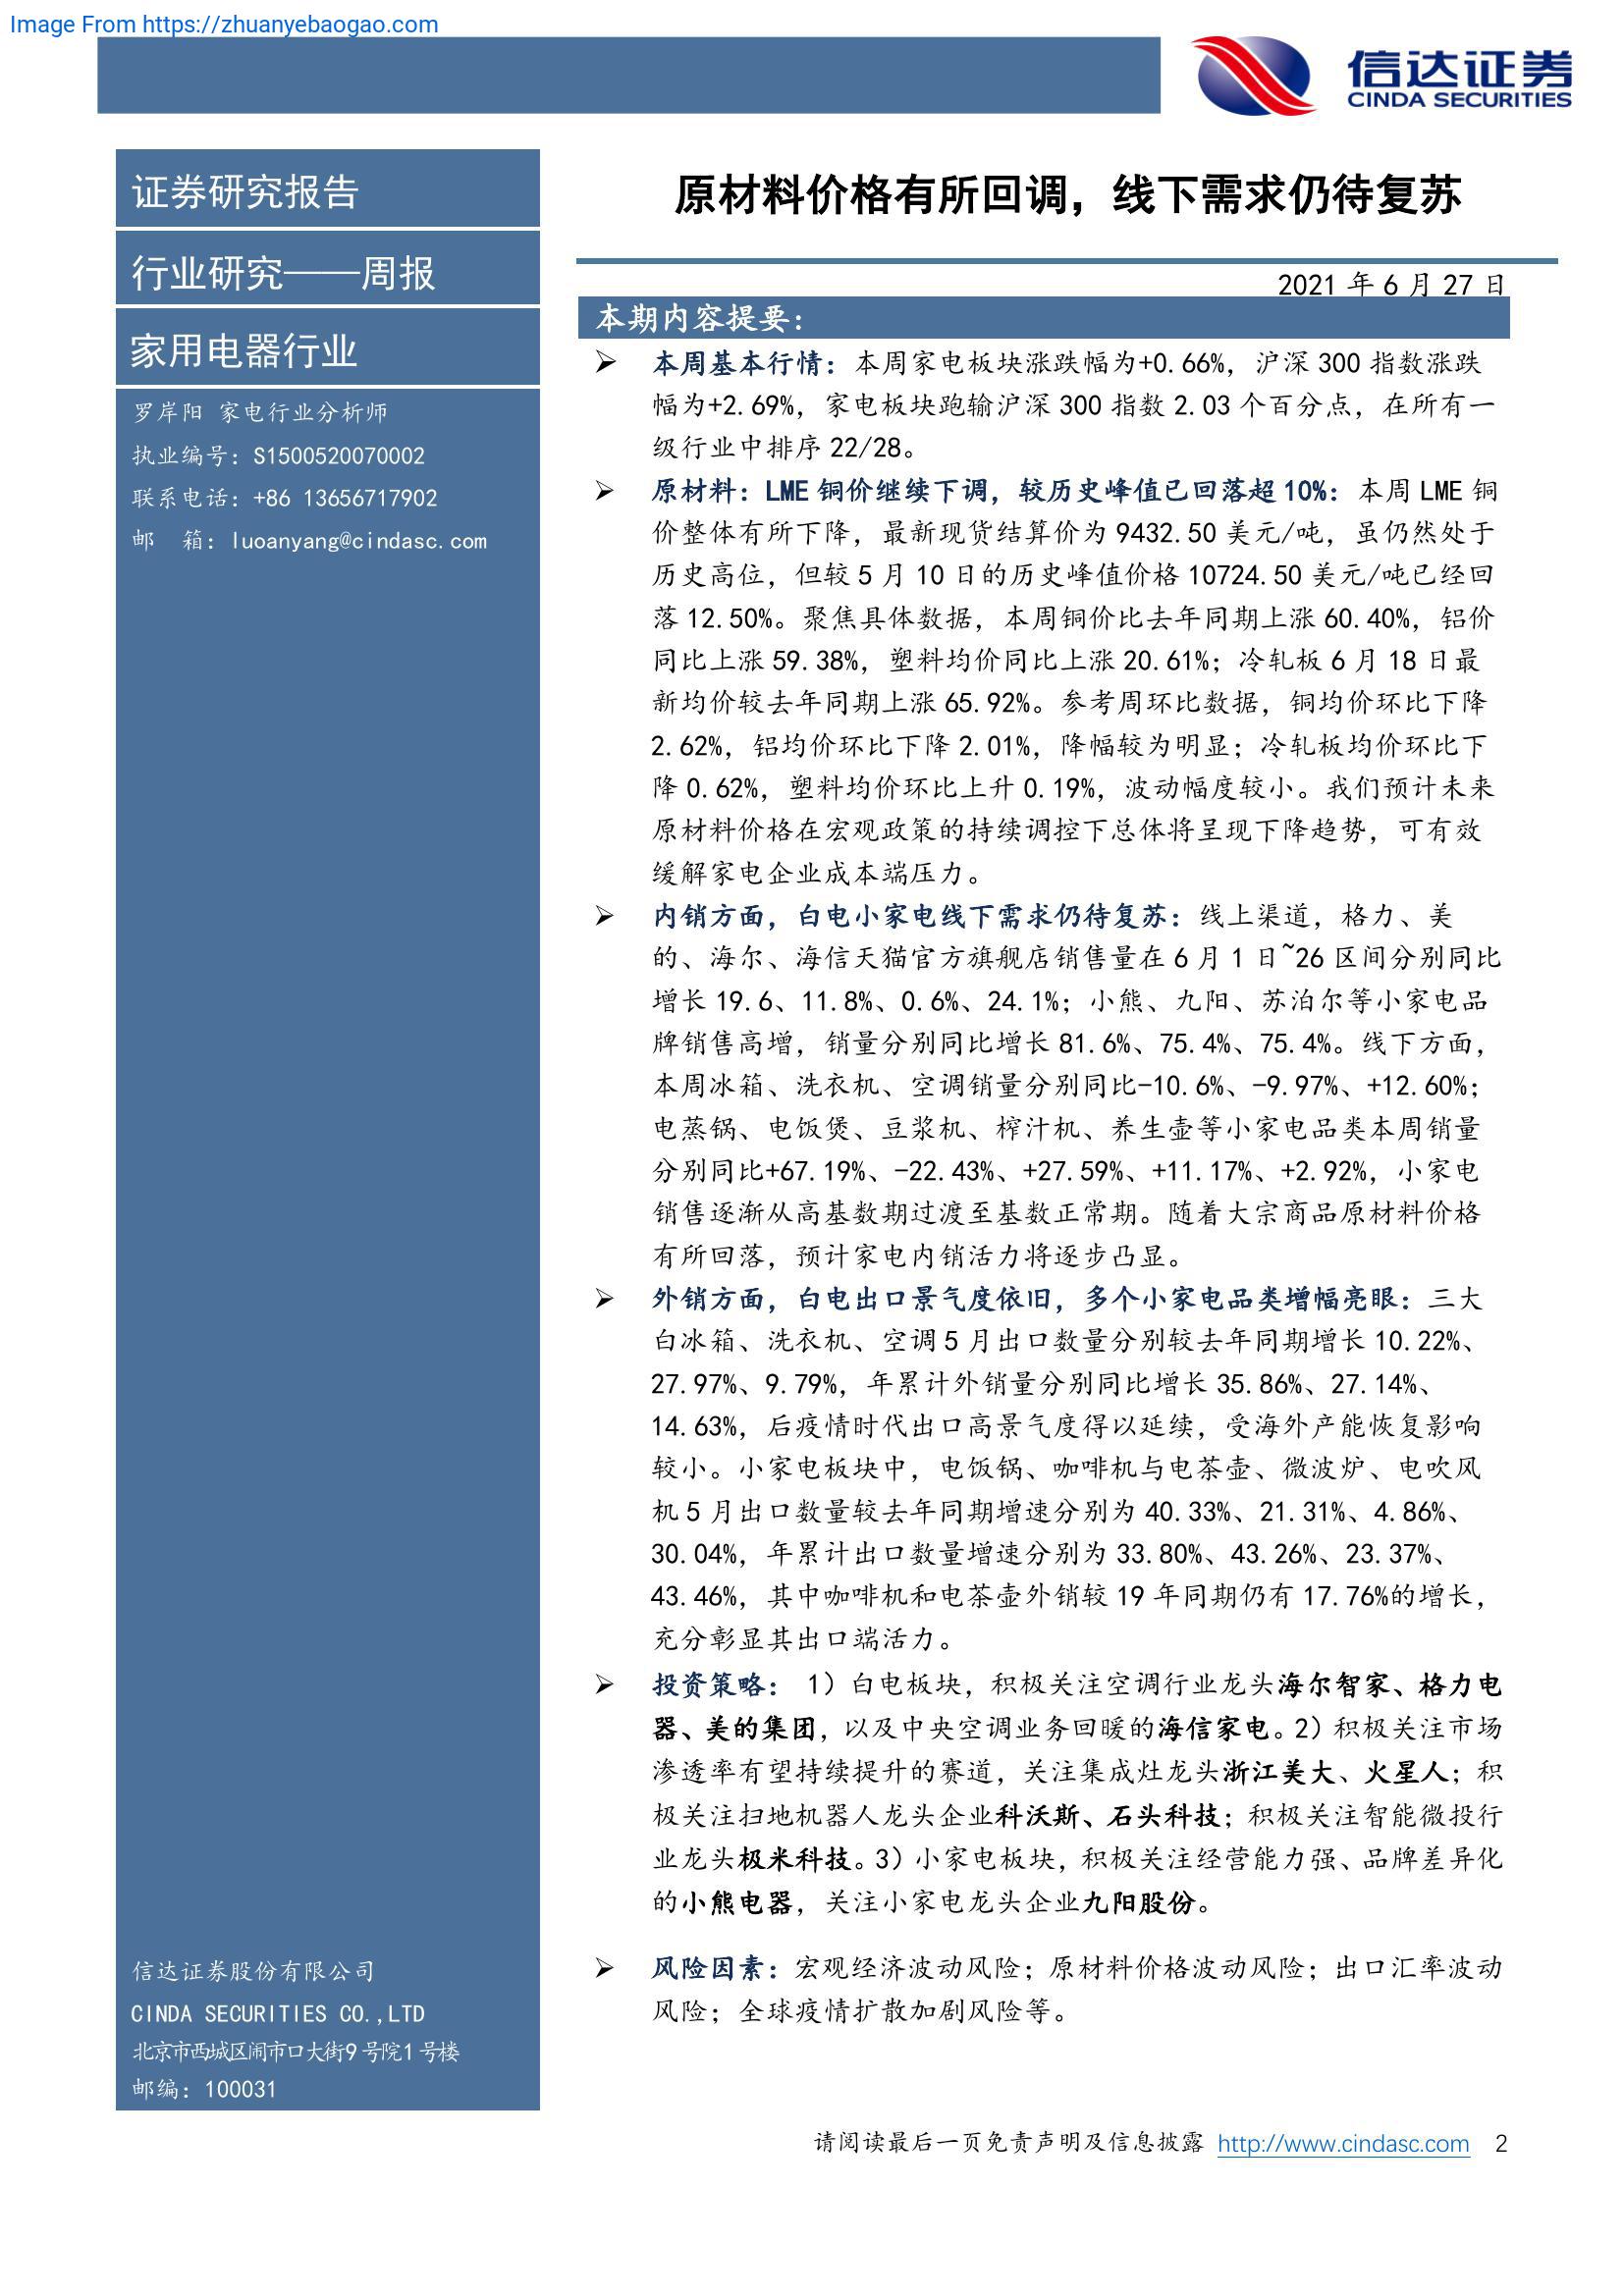 Image From https://zhuanyebaogao.com
信达证券
CINDA SECURITIES
证券研究报告
行业研究——周报
家用电器行业
罗岸阳 家电行业分析师
执业编号：S1500520070002
联系电话：+86 13656717902
邮 箱：luoanyang@cindasc.com
信达证券股份有限公司
CINDA SECURITIES CO.,LTD
北京市西城区闹市口大街9号院1号楼
邮编：100031
原材料价格有所回调，线下需求仍待复苏
2021 年 6 月 27 日
本期内容提要：
➢ 本周基本行情：本周家电板块涨跌幅为+0.66%，沪深 300 指数涨跌
幅为+2.69%，家电板块跑输沪深 300 指数 2.03 个百分点，在所有一
级行业中排序 22/28。
➢ 原材料：LME 铜价继续下调，较历史峰值已回落超 10%：本周 LME 铜
价整体有所下降，最新现货结算价为 9432.50 美元/吨，虽仍然处于
历史高位，但较 5 月 10 日的历史峰值价格 10724.50 美元/吨已经回
落 12.50%。聚焦具体数据，本周铜价比去年同期上涨 60.40%，铝价
同比上涨 59.38%，塑料均价同比上涨 20.61%；冷轧板 6 月 18 日最
新均价较去年同期上涨 65.92%。参考周环比数据，铜均价环比下降
2.62%，铝均价环比下降 2.01%，降幅较为明显；冷轧板均价环比下
降 0.62%，塑料均价环比上升 0.19%，波动幅度较小。我们预计未来
原材料价格在宏观政策的持续调控下总体将呈现下降趋势，可有效
缓解家电企业成本端压力。
➢ 内销方面，白电小家电线下需求仍待复苏：线上渠道，格力、美
的、海尔、海信天猫官方旗舰店销售量在 6 月 1 日~26 区间分别同比
增长 19.6、11.8%、0.6%、24.1%；小熊、九阳、苏泊尔等小家电品
牌销售高增，销量分别同比增长 81.6%、75.4%、75.4%。线下方面，
本周冰箱、洗衣机、空调销量分别同比-10.6%、-9.97%、+12.60%；
电蒸锅、电饭煲、豆浆机、榨汁机、养生壶等小家电品类本周销量
分别同比+67.19%、-22.43%、+27.59%、+11.17%、+2.92%，小家电
销售逐渐从高基数期过渡至基数正常期。随着大宗商品原材料价格
有所回落，预计家电内销活力将逐步凸显。
➢ 外销方面，白电出口景气度依旧，多个小家电品类增幅亮眼：三大
白冰箱、洗衣机、空调 5 月出口数量分别较去年同期增长 10.22%、
27.97%、9.79%，年累计外销量分别同比增长 35.86%、27.14%、
14.63%，后疫情时代出口高景气度得以延续，受海外产能恢复影响
较小。小家电板块中，电饭锅、咖啡机与电茶壶、微波炉、电吹风
机 5 月出口数量较去年同期增速分别为 40.33%、21.31%、4.86%、
30.04%，年累计出口数量增速分别为 33.80%、43.26%、23.37%、
43.46%，其中咖啡机和电茶壶外销较 19 年同期仍有 17.76%的增长，
充分彰显其出口端活力。
➢ 投资策略： 1）白电板块，积极关注空调行业龙头海尔智家、格力电
器、美的集团，以及中央空调业务回暖的海信家电。2）积极关注市场
渗透率有望持续提升的赛道，关注集成灶龙头浙江美大、火星人；积
极关注扫地机器人龙头企业科沃斯、石头科技；积极关注智能微投行
业龙头极米科技。3）小家电板块，积极关注经营能力强、品牌差异化
的小熊电器，关注小家电龙头企业九阳股份。
➢ 风险因素：宏观经济波动风险；原材料价格波动风险；出口汇率波动
风险；全球疫情扩散加剧风险等。
请阅读最后一页免责声明及信息披露 http://www.cindasc.com 2